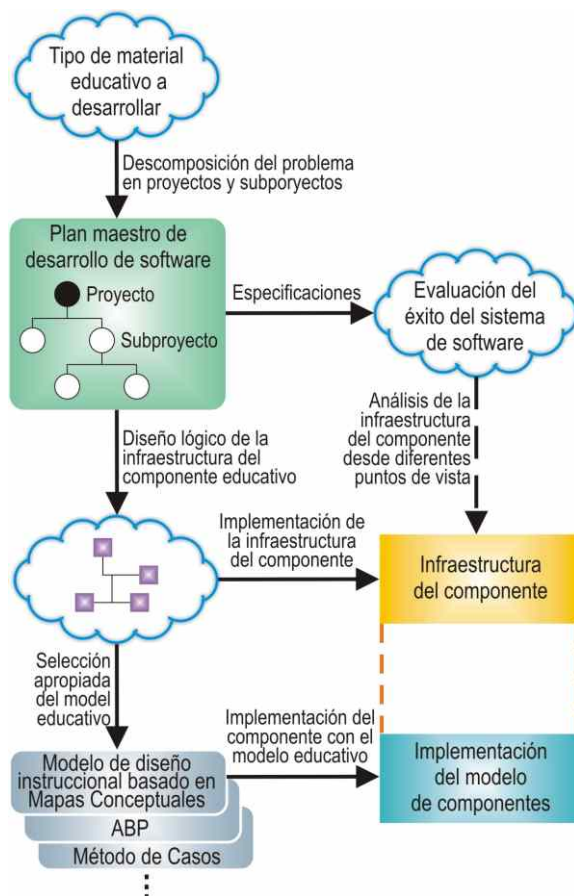 Tipo de material
educativo a
desarrollar
Descomposición del problema
en proyectos y subporyectos
Plan maestro de
desarrollo de software
Proyecto
Subproyecto
Especificaciones
Evaluación del
éxito del sistema
de software
Análisis de la
infraestructura
del componente
desde diferentes
puntos de vista
Diseño lógico de la
infraestructura del
componente educativo
Implementación de
la infraestructura
del componente
Infraestructura
del componente
Selección
apropiada
del model
educativo
Implementación del
componente con el
modelo educativo
Modelo de diseño
instruccional basado en
Mapas Conceptuales
ABP
Método de Casos
Implementación
del modelo
de componentes